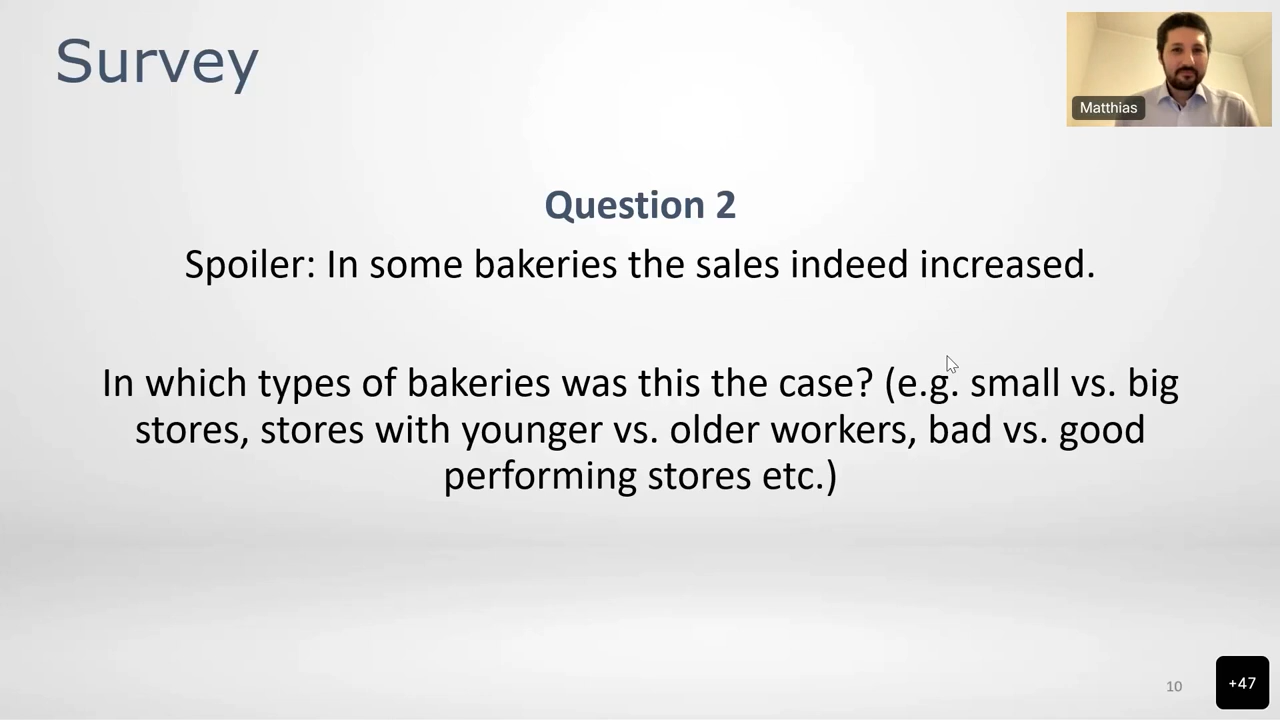 Survey
Matthias
Question 2
Spoiler: In some bakeries the sales indeed increased.
In which types of bakeries was this the case? (e.g. small vs. big
stores, stores with younger vs. older workers, bad vs. good
performing stores etc.)
10
+47